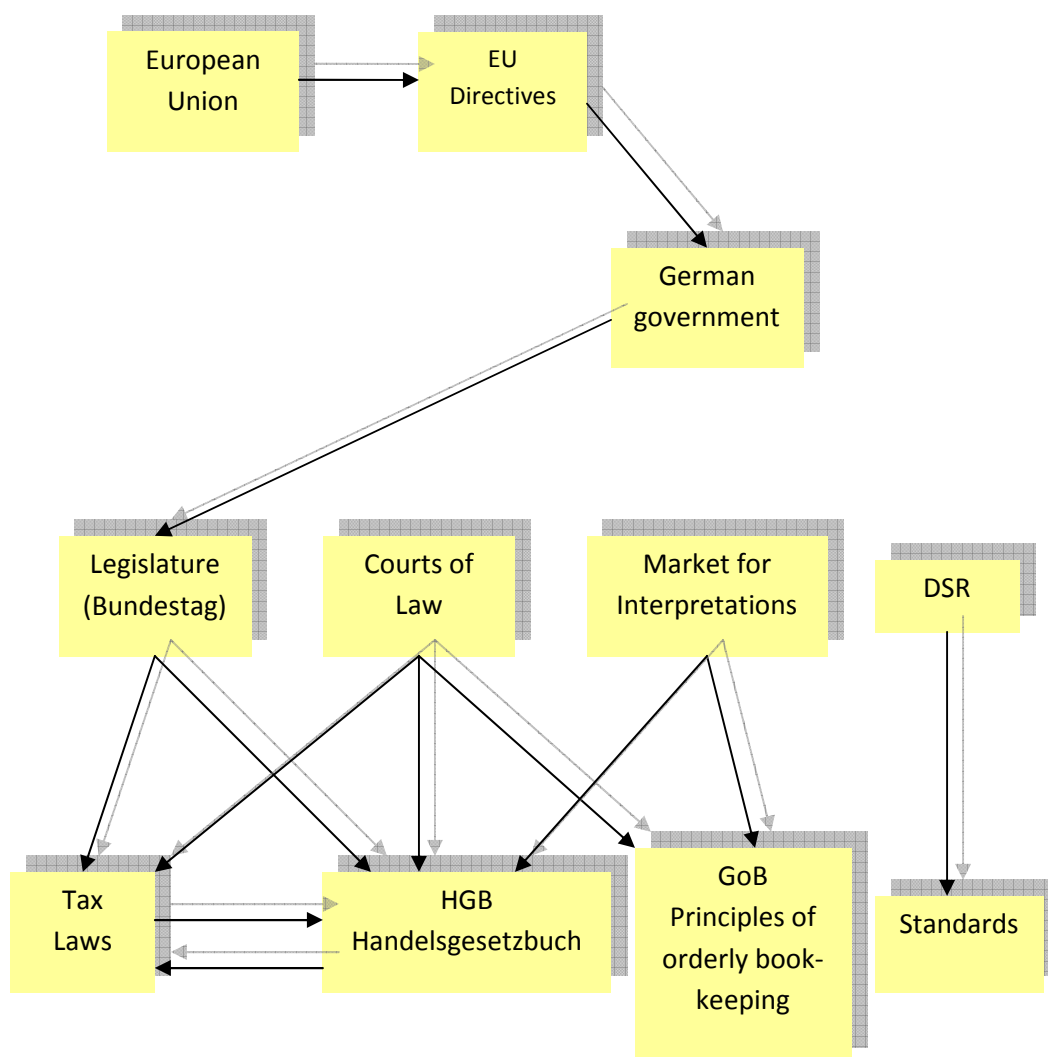 European
Union
EU
Directives
German
government
Legislature
(Bundestag)
Courts of
Law
Market for
Interpretations
DSR
Tax
Laws
HGB
Handelsgesetzbuch
GoB
Principles of
orderly book-
keeping
Standards